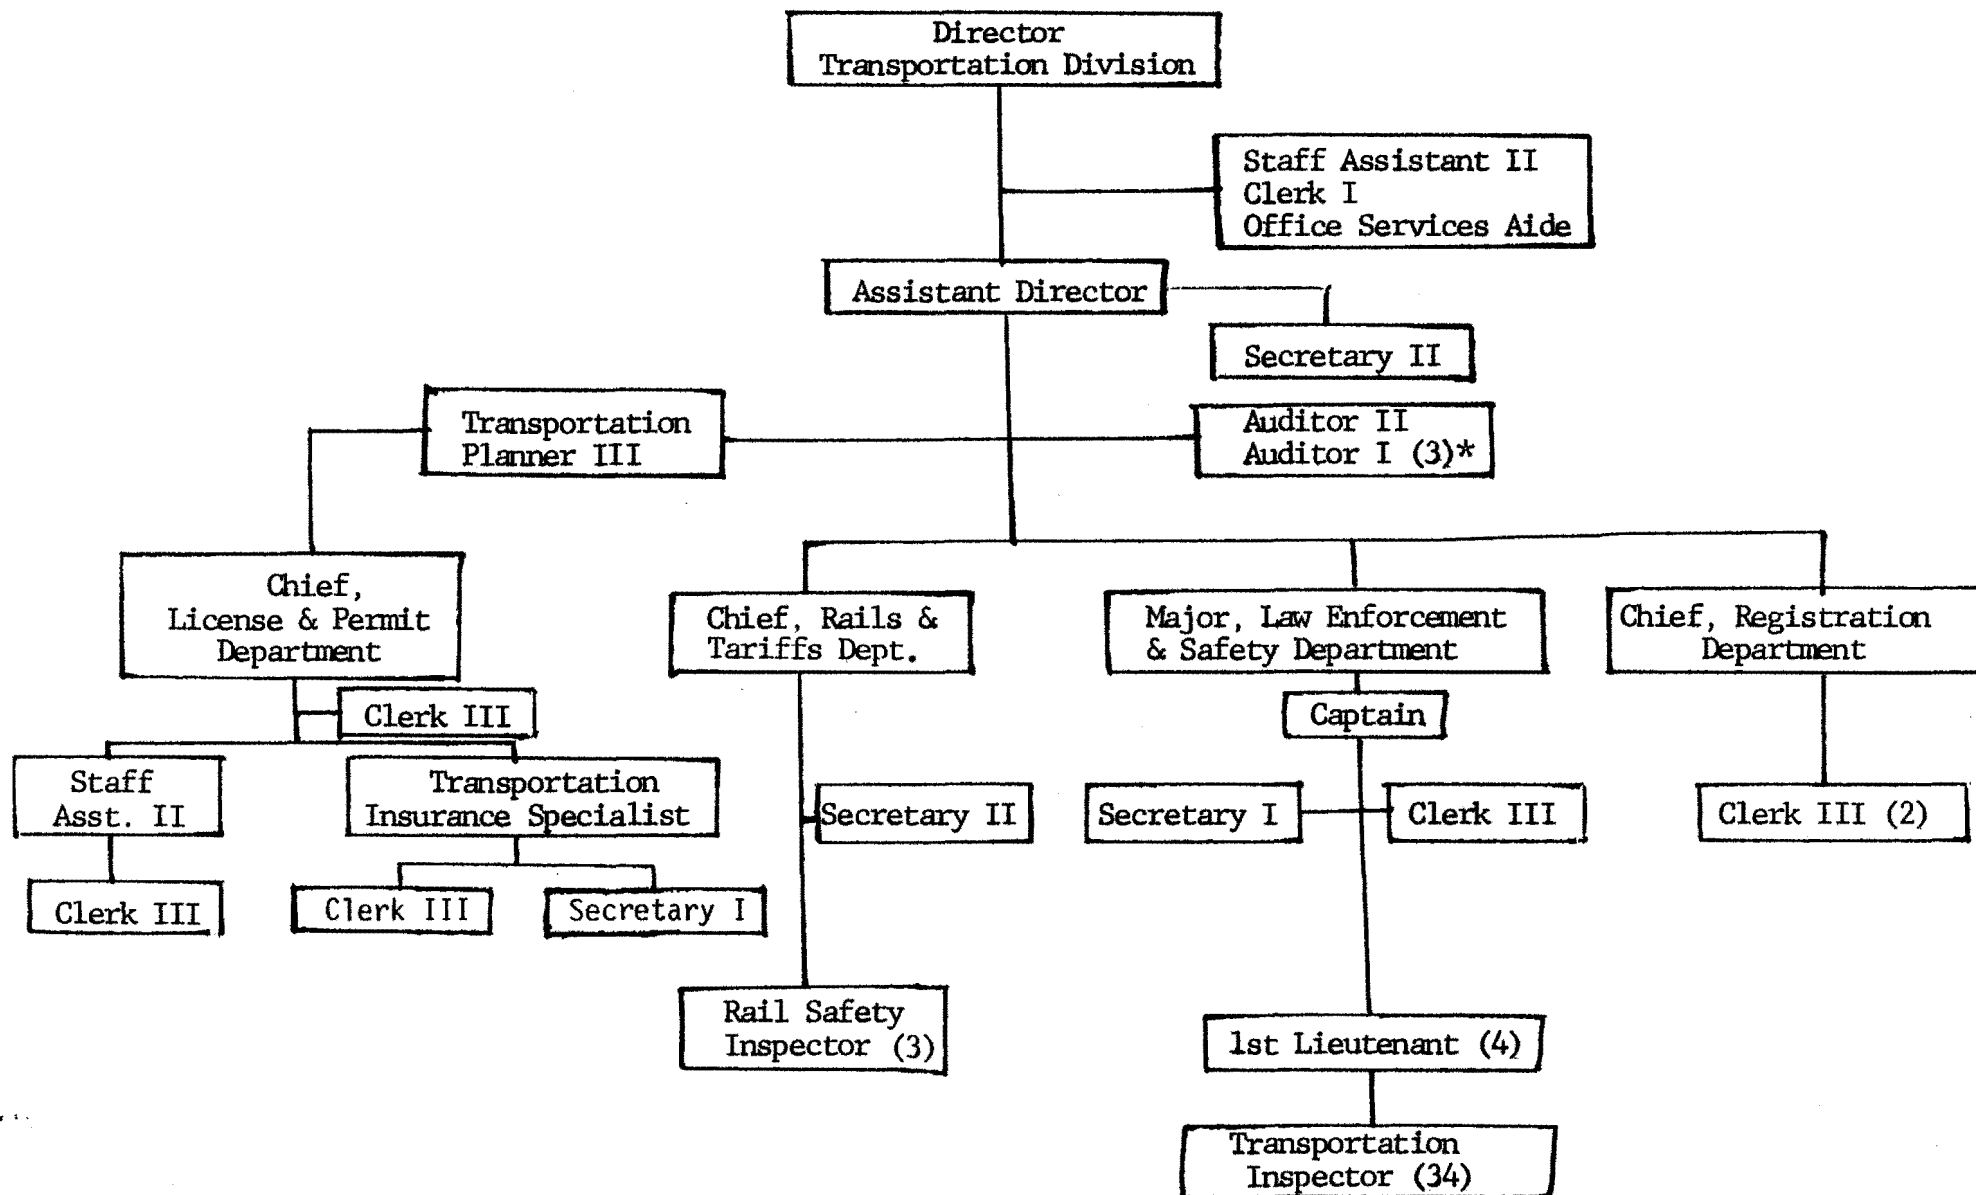 Director
Transportation Division
Staff Assistant II
Clerk I
Office Services Aide
Assistant Director
Secretary II
Transportation
Planner III
Auditor II
Auditor I (3)*
Chief,
License & Permit
Department
Chief, Rails &
Tariffs Dept.
Major, Law Enforcement
& Safety Department
Chief, Registration
Department
Clerk III
Captain
Staff
Asst. II
Transportation
Insurance Specialist
Secretary II
Secretary I
Clerk III
Clerk III (2)
Clerk III
Clerk III
Secretary I
Rail Safety
Inspector (3)
1st Lieutenant (4)
Transportation
Inspector (34)